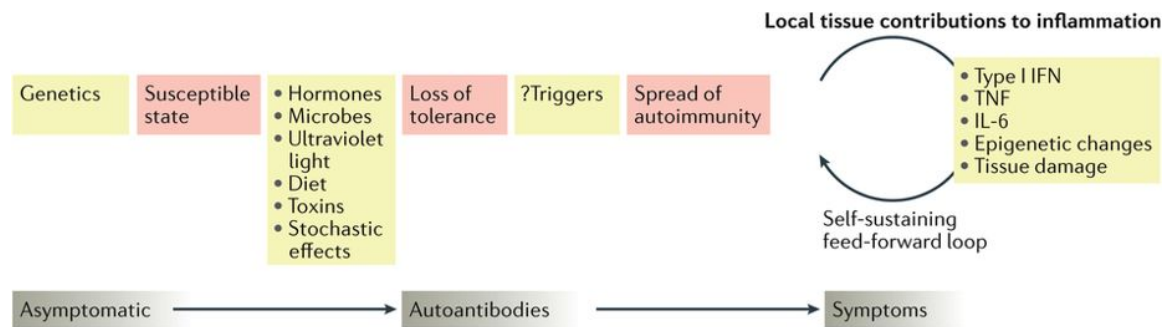 Local tissue contributions to inflammation
Genetics
Susceptible
state
• Hormones
• Microbes
• Ultraviolet
light
• Diet
• Toxins
• Stochastic
effects
Loss of
tolerance
?Triggers
Spread of
autoimmunity
• Type I IFN
• TNF
• IL-6
• Epigenetic changes
• Tissue damage
Self-sustaining
feed-forward loop
Asymptomatic
Autoantibodies
Symptoms